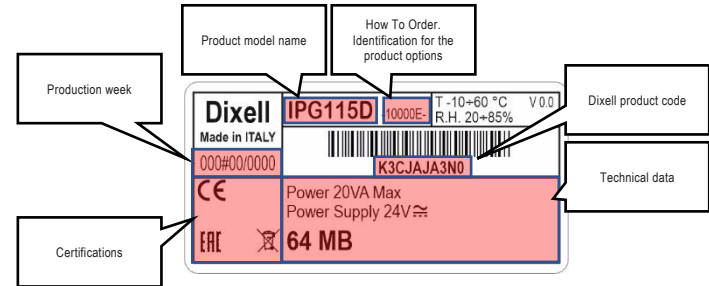 How To Order.
Identification for the
product options
Product model name
Production week
Dixell product code
Technical data
Certifications
Dixell
Made in ITALY
000#00/0000
IPG115D
-10000E-
T -10÷60 °C
V 0.0
R.H. 20÷85%
K3CJAJA3N0
CE
EAC
Power 20VA Max
Power Supply 24V≂
64 MB